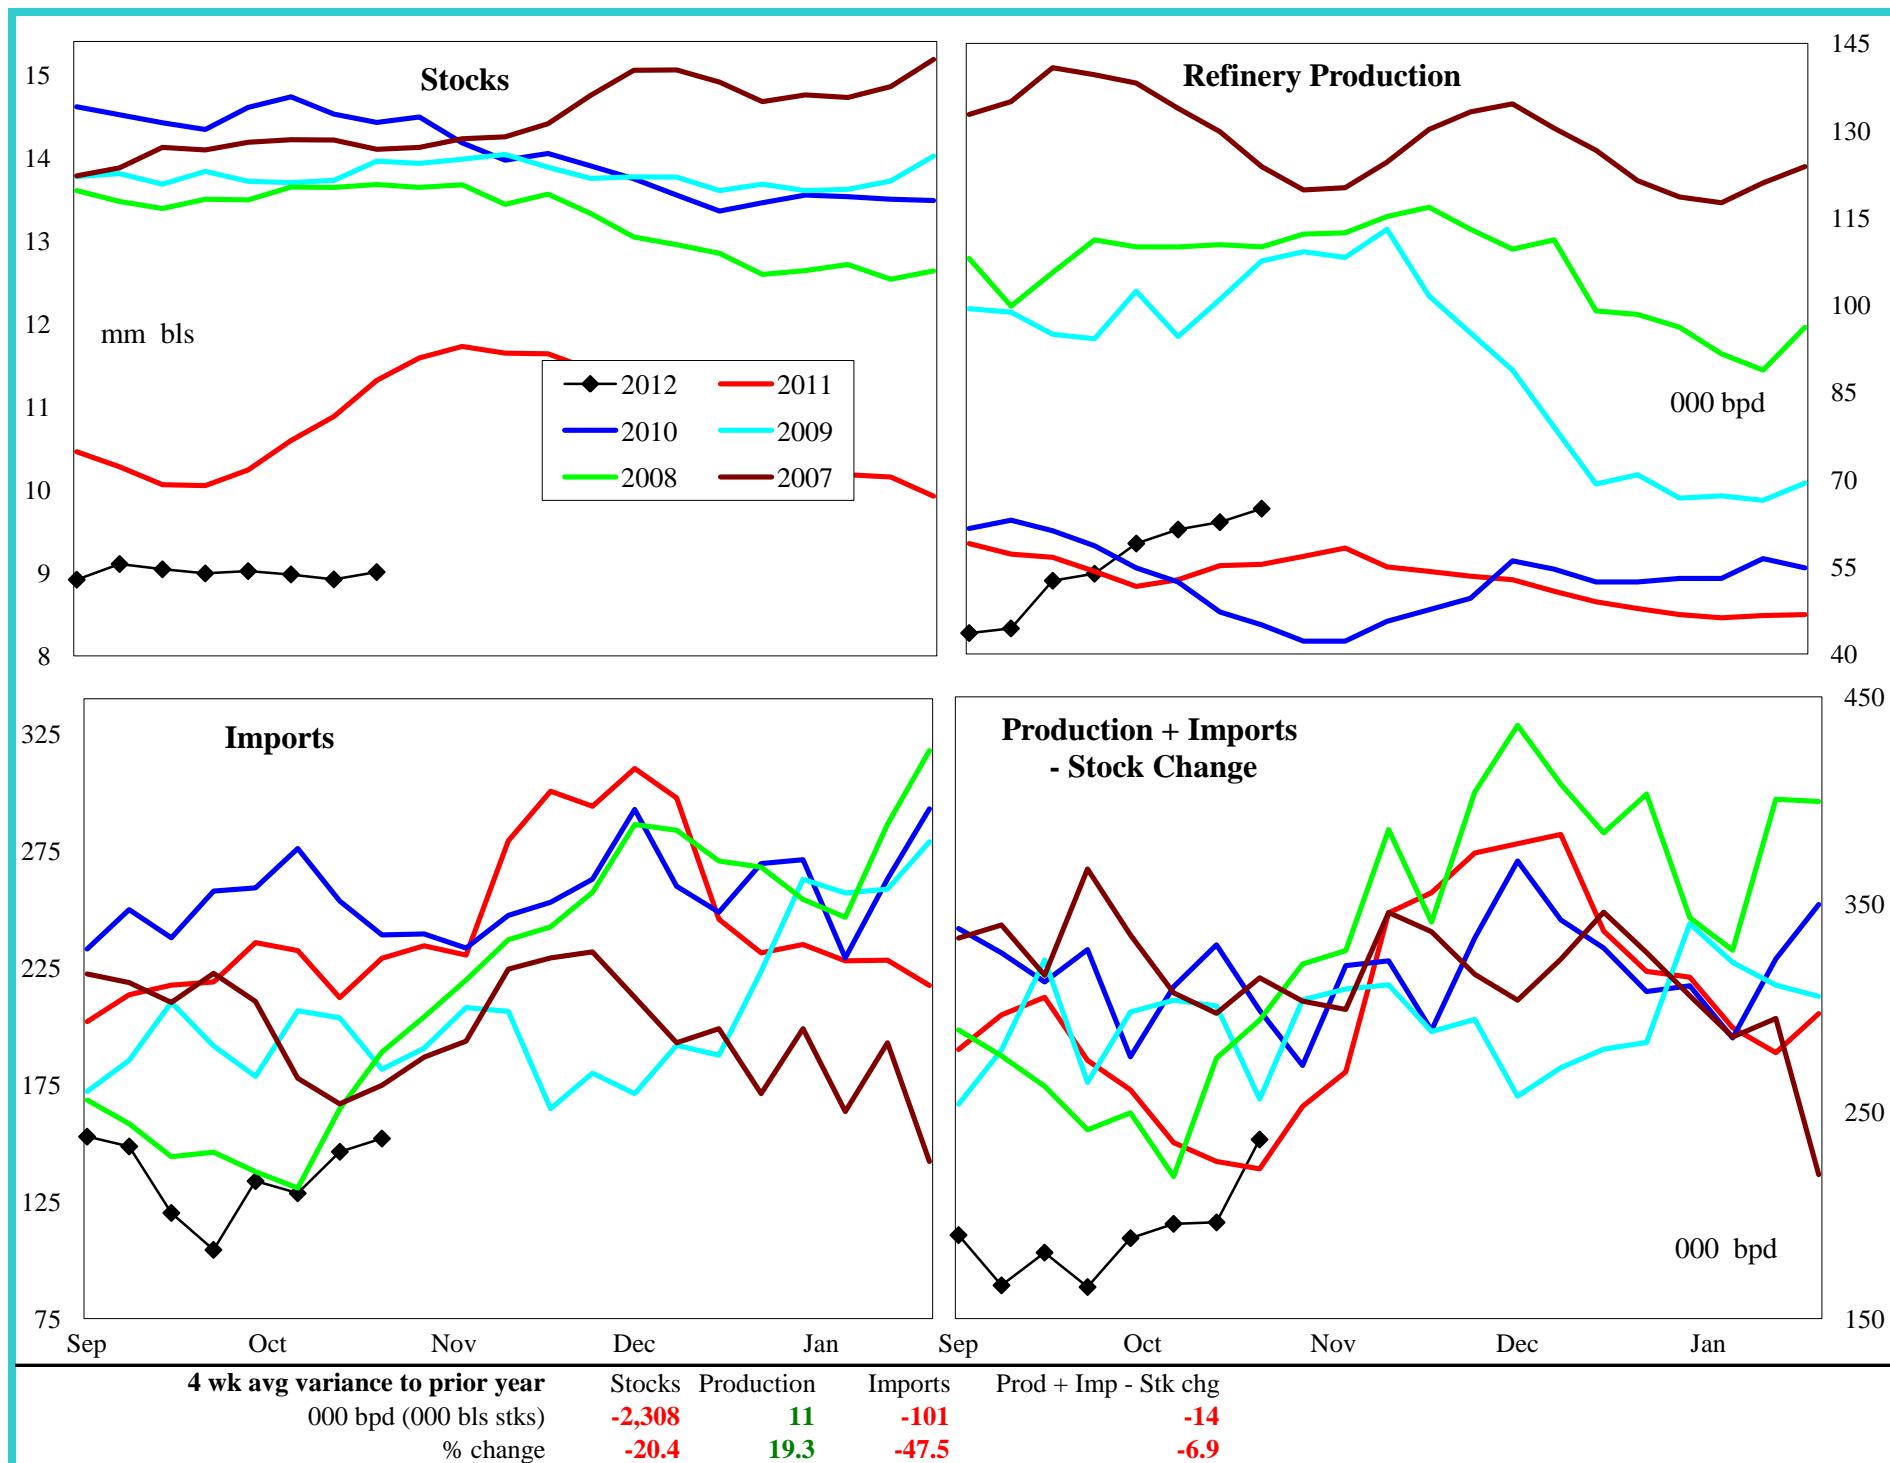 Stocks
15
14
13
12
11
10
9
8
mm bls
2012
2011
2010
2009
2008
2007
Refinery Production
145
130
115
100
85
70
55
40
000 bpd
Imports
325
275
225
175
125
75
Sep Oct Nov Dec Jan
Production + Imports
- Stock Change
450
350
250
150
000 bpd
Sep Oct Nov Dec Jan
4 wk avg variance to prior year Stocks Production Imports Prod + Imp - Stk chg
000 bpd (000 bls stks) -2,308 11 -101 -14
% change -20.4 19.3 -47.5 -6.9